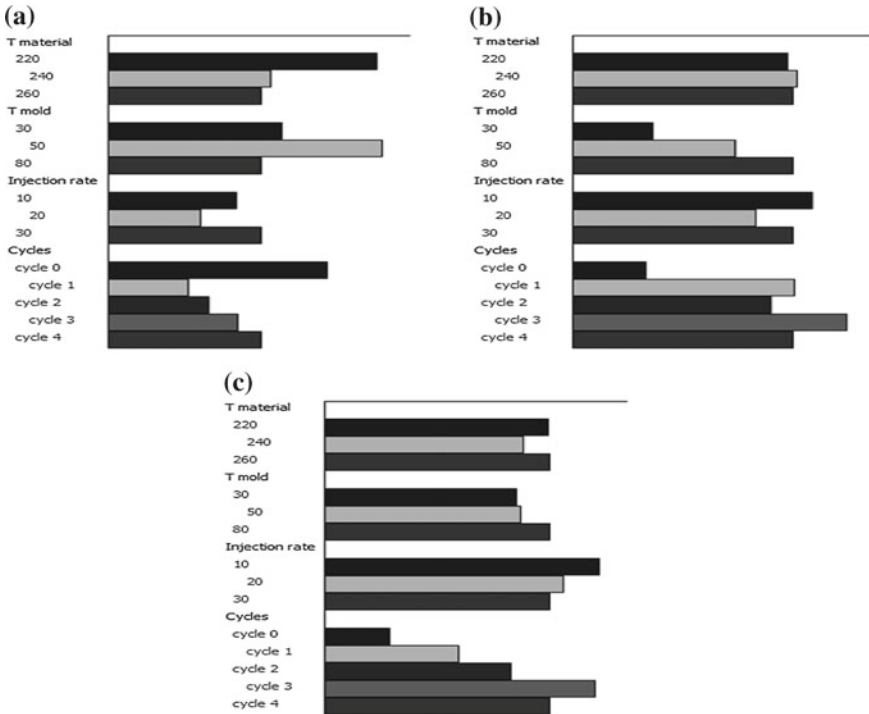 (a)
T material
220
240
260
T mold
30
50
80
Injection rate
10
20
30
Cycles
cycle 0
cycle 1
cycle 2
cycle 3
cycle 4
(b)
T material
220
240
260
T mold
30
50
80
Injection rate
10
20
30
Cycles
cycle 0
cycle 1
cycle 2
cycle 3
cycle 4
(c)
T material
220
240
260
T mold
30
50
80
Injection rate
10
20
30
Cycles
cycle 0
cycle 1
cycle 2
cycle 3
cycle 4